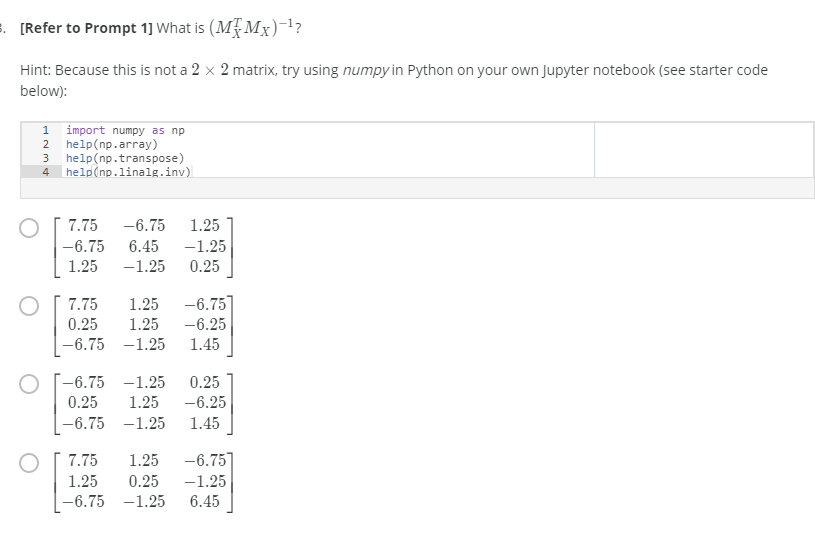 3. [Refer to Prompt 1] What is (M_X^T M_X)^{-1}?
Hint: Because this is not a 2 × 2 matrix, try using numpy in Python on your own Jupyter notebook (see starter code
below):
1 import numpy as np
2 help(np.array)
3 help(np.transpose)
4 help(np.linalg.inv)
7.75 −6.75 1.25
−6.75 6.45 −1.25
1.25 −1.25 0.25
7.75 1.25 −6.75
0.25 1.25 −6.25
−6.75 −1.25 1.45
−6.75 −1.25 0.25
0.25 1.25 −6.25
−6.75 −1.25 1.45
7.75 1.25 −6.75
1.25 0.25 −1.25
−6.75 −1.25 6.45